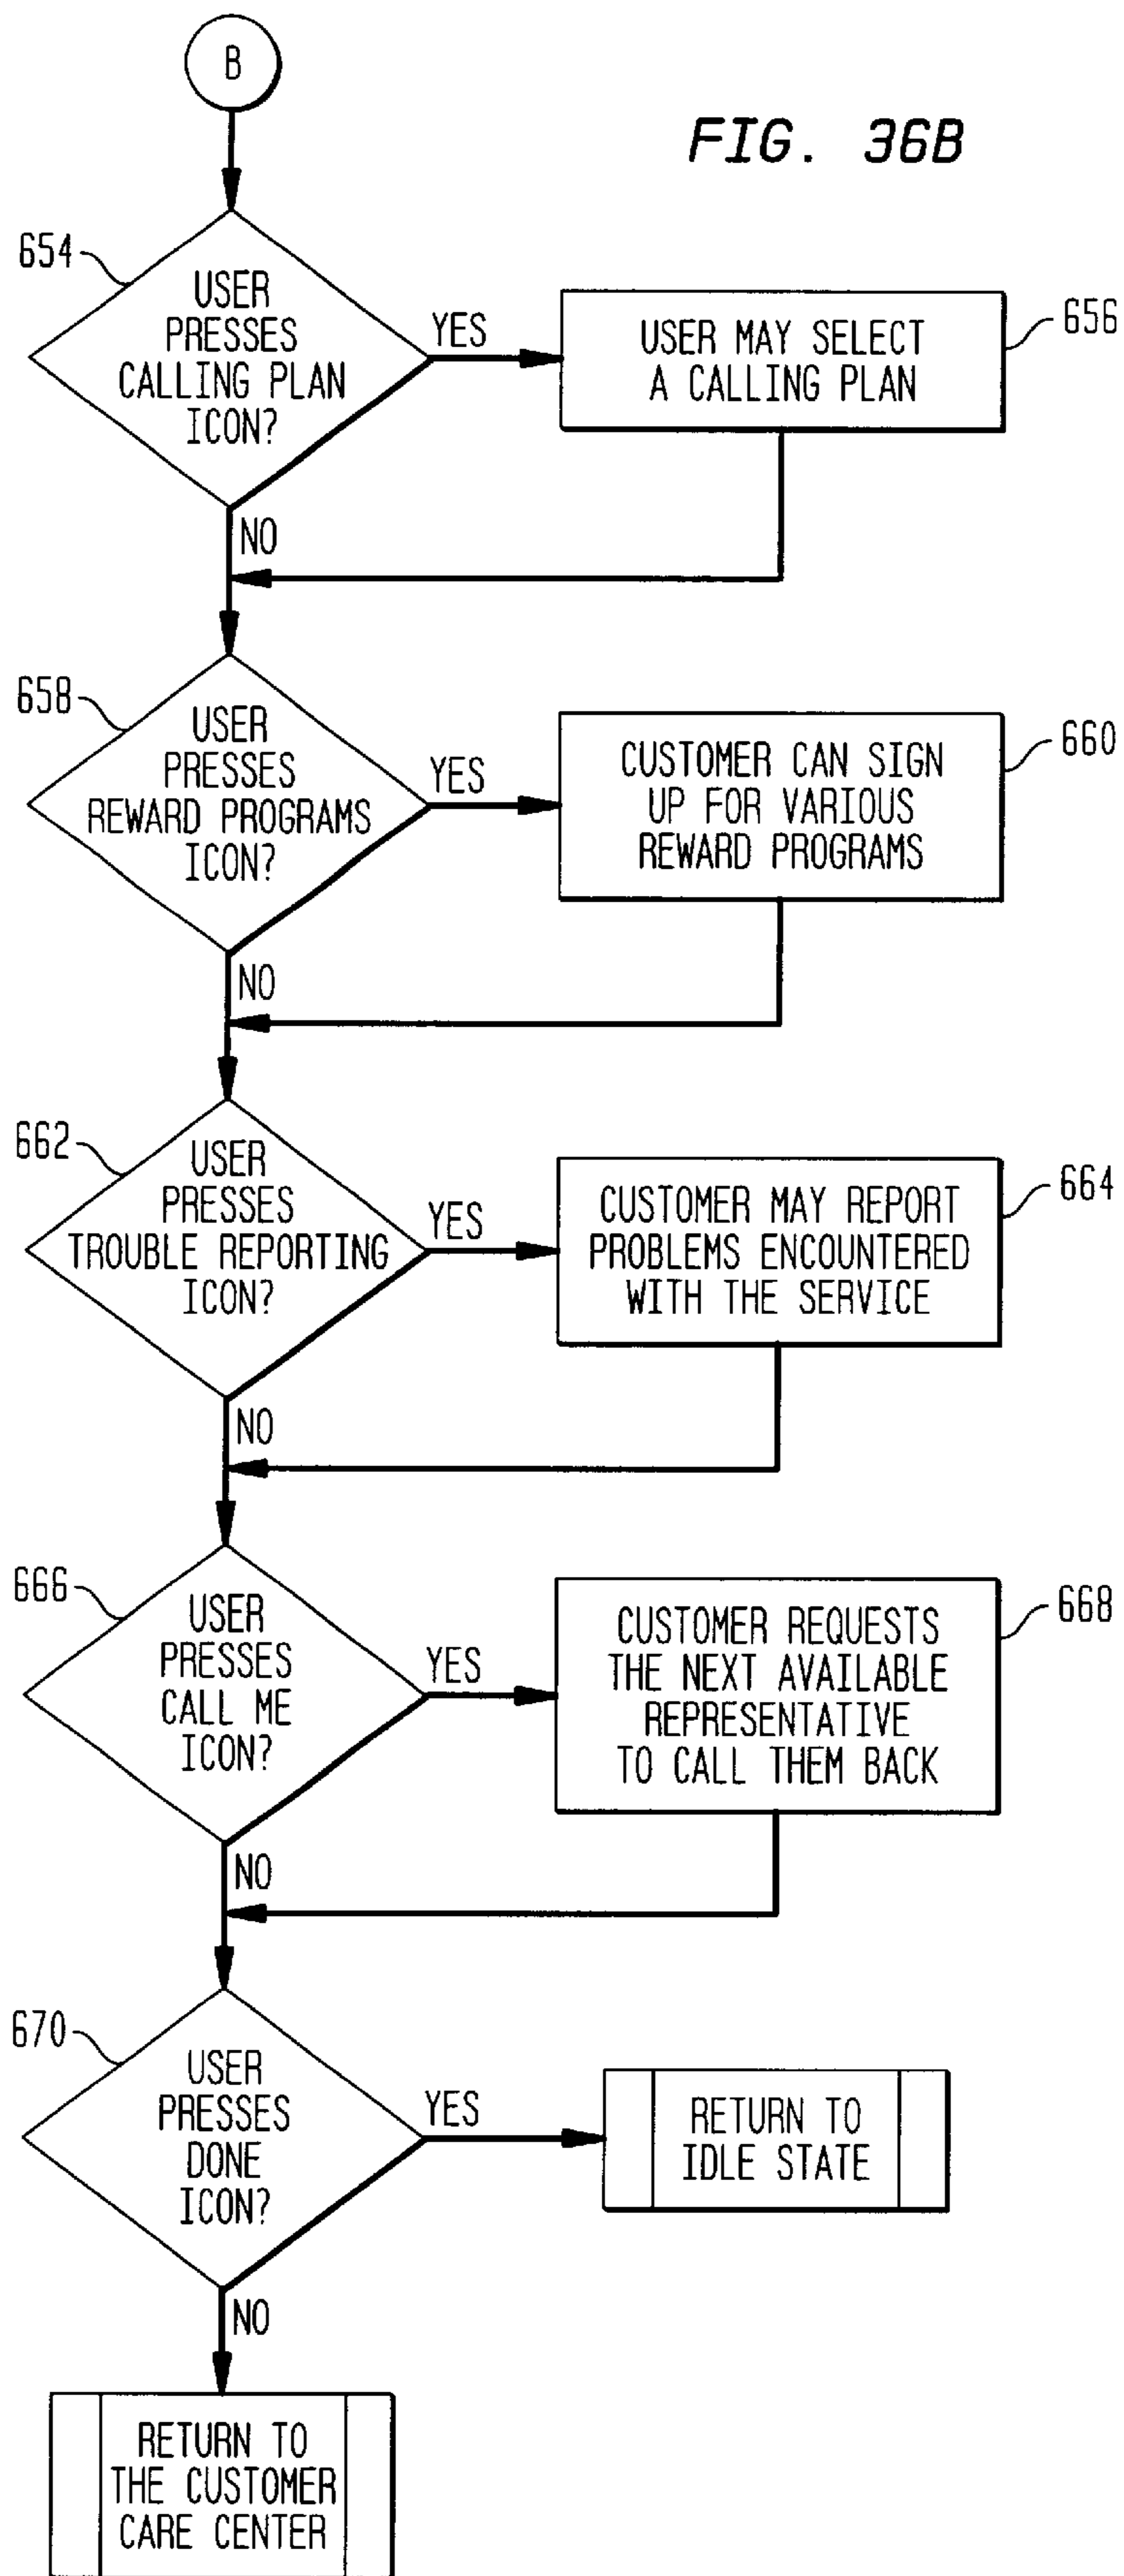 B
FIG. 36B
654
USER
PRESSES
CALLING PLAN
ICON?
YES
USER MAY SELECT
A CALLING PLAN
656
NO
658
USER
PRESSES
REWARD PROGRAMS
ICON?
YES
CUSTOMER CAN SIGN
UP FOR VARIOUS
REWARD PROGRAMS
660
NO
662
USER
PRESSES
TROUBLE REPORTING
ICON?
YES
CUSTOMER MAY REPORT
PROBLEMS ENCOUNTERED
WITH THE SERVICE
664
NO
666
USER
PRESSES
CALL ME
ICON?
YES
CUSTOMER REQUESTS
THE NEXT AVAILABLE
REPRESENTATIVE
TO CALL THEM BACK
668
NO
670
USER
PRESSES
DONE
ICON?
YES
RETURN TO
IDLE STATE
NO
RETURN TO
THE CUSTOMER
CARE CENTER